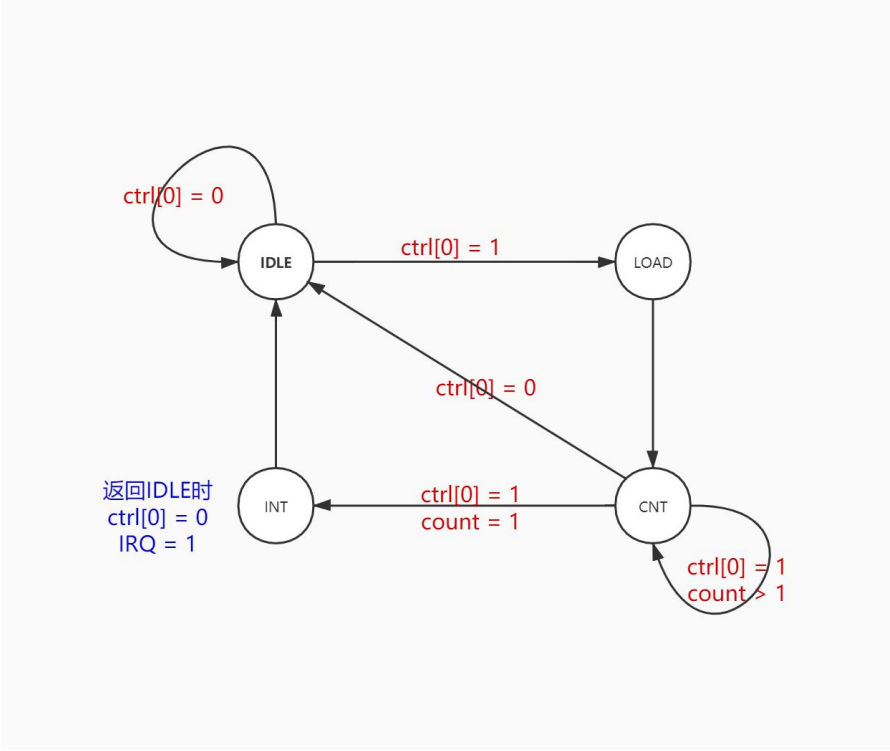 ctrl[0] = 0
IDLE
ctrl[0] = 1
LOAD
ctrl[0] = 0
返回IDLE时
ctrl[0] = 0
IRQ = 1
INT
ctrl[0] = 1
count = 1
CNT
ctrl[0] = 1
count > 1